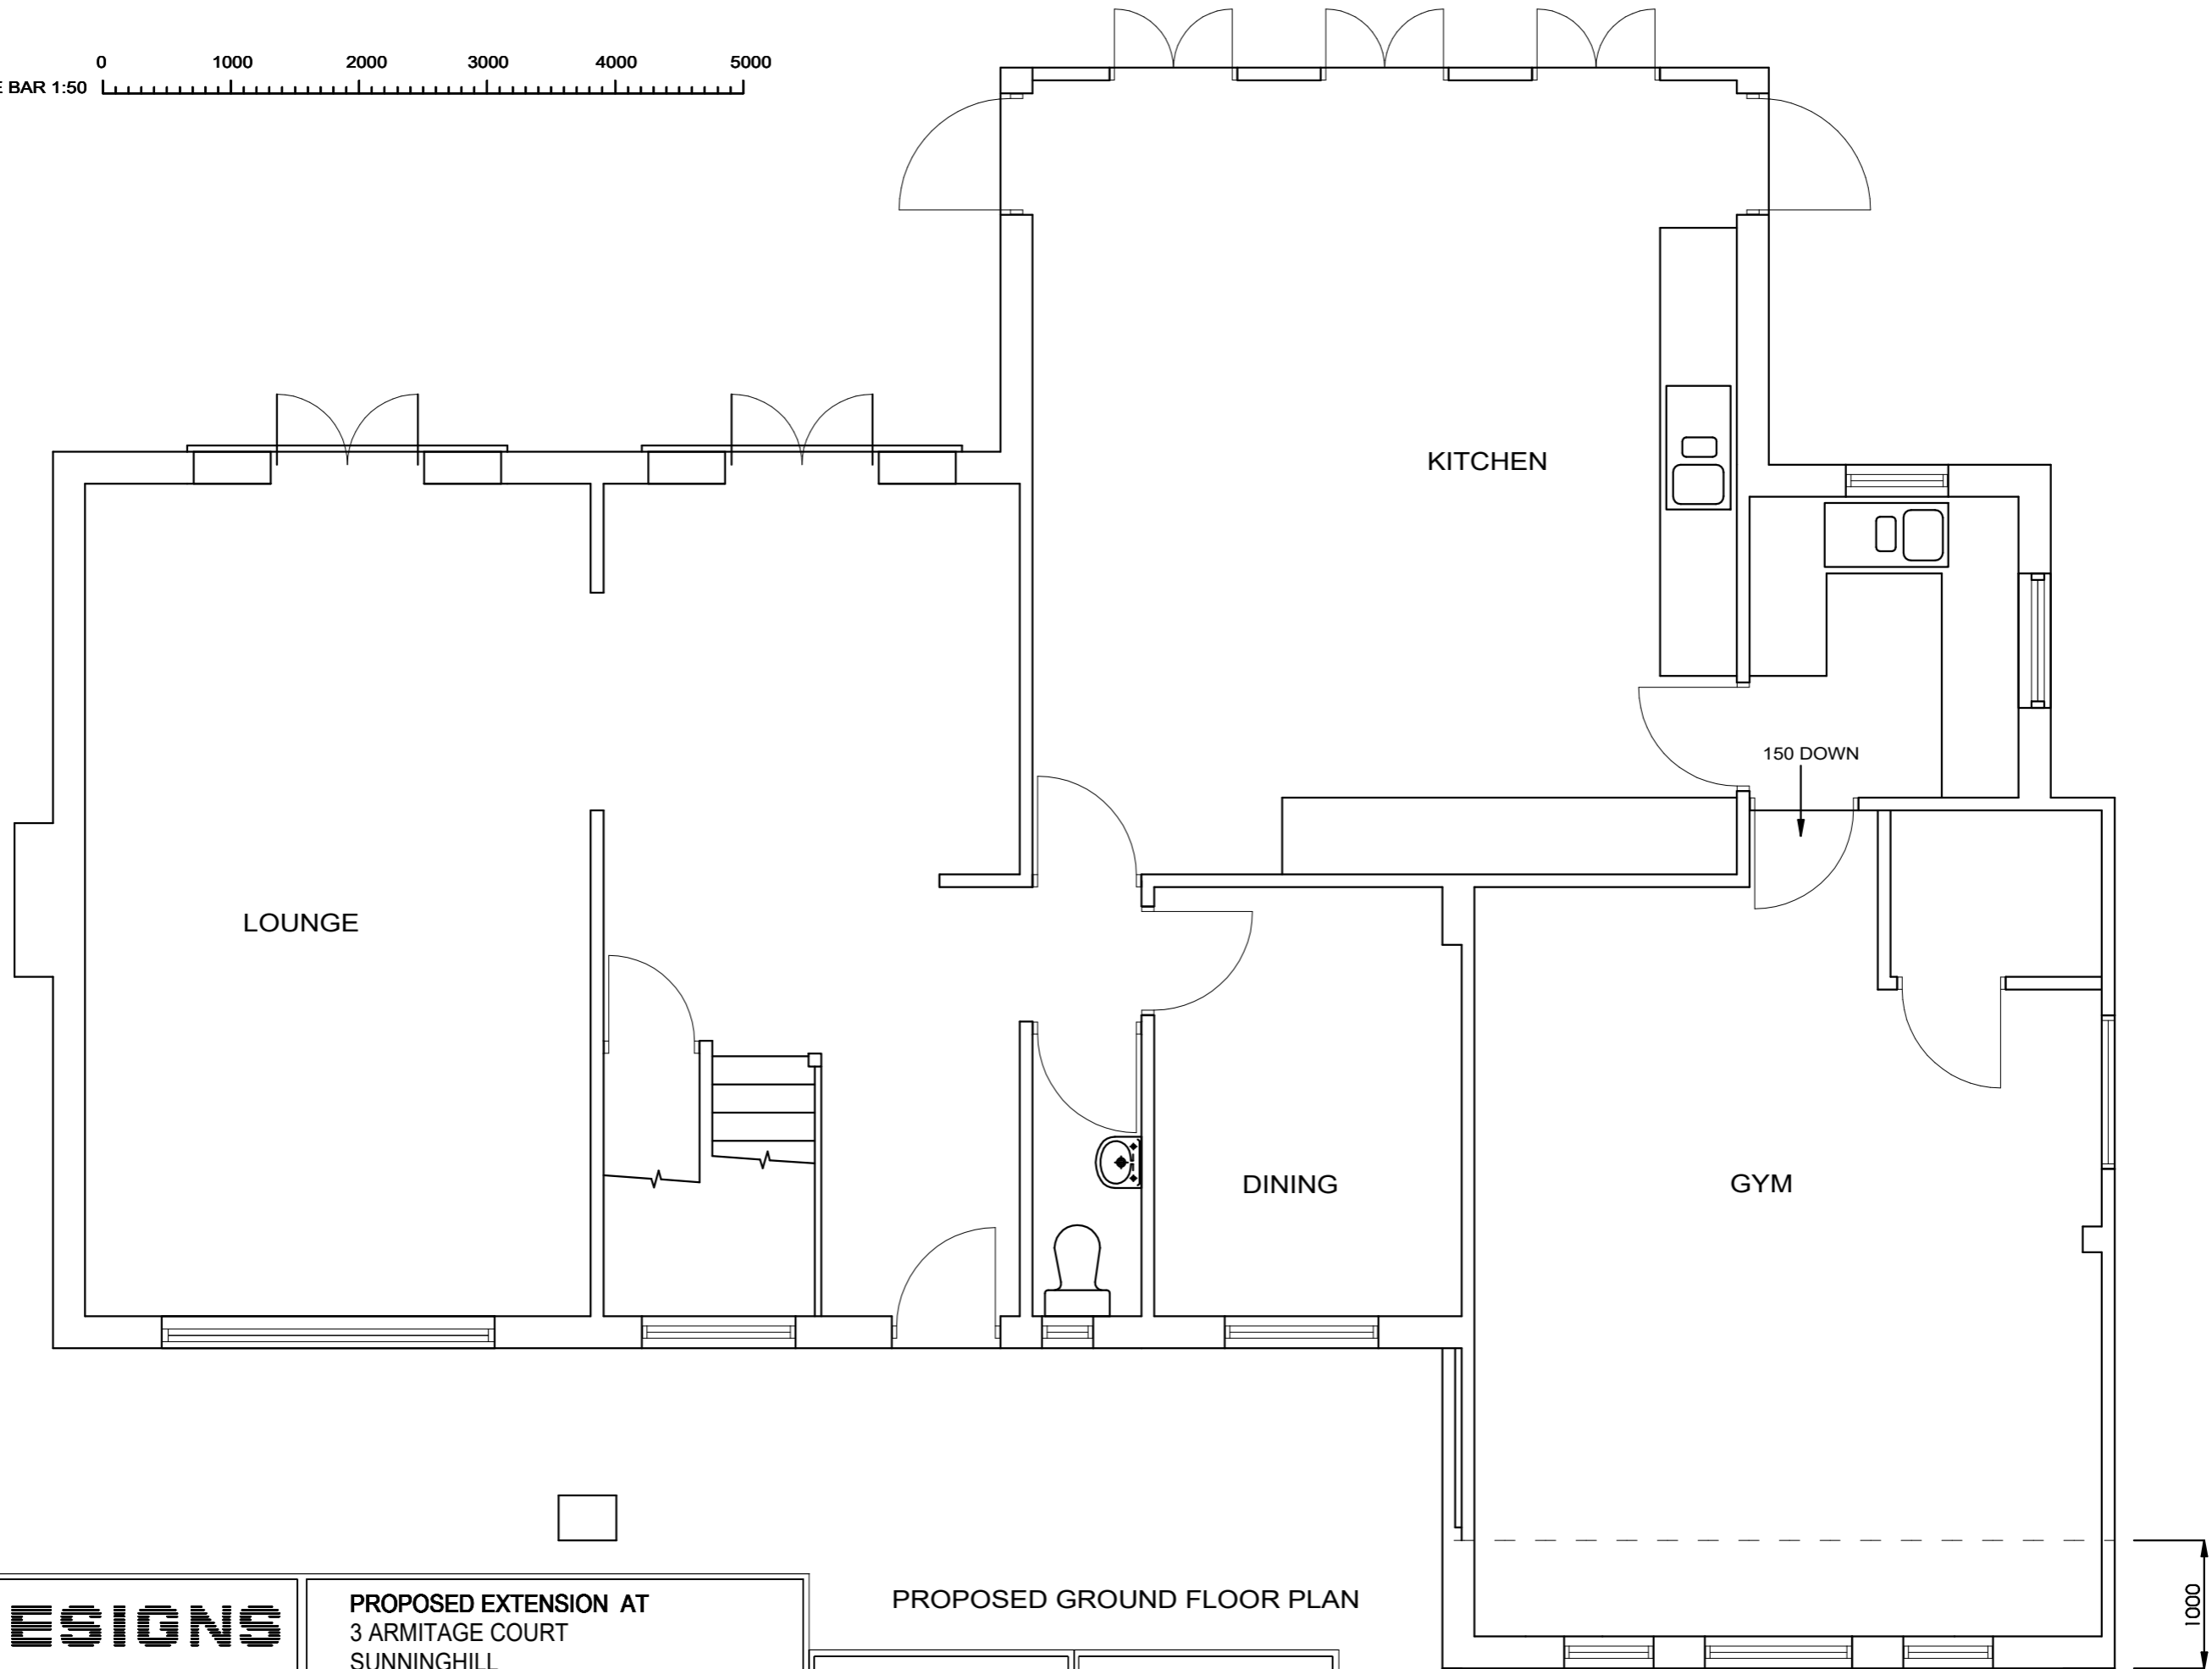 0 1000 2000 3000 4000 5000
E BAR 1:50
KITCHEN
150 DOWN
LOUNGE
DINING
GYM
1000
PROPOSED GROUND FLOOR PLAN
ESIGNS
PROPOSED EXTENSION AT
3 ARMITAGE COURT
SUNNINGHILL